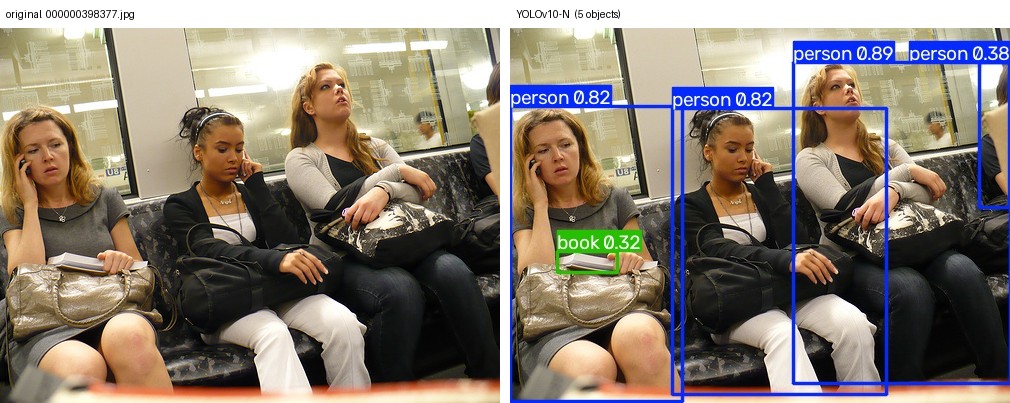 original 000000398377.jpg
YOLOv10-N (5 objects)
person 0.89
person 0.38
person 0.82
person 0.82
book 0.32
U8